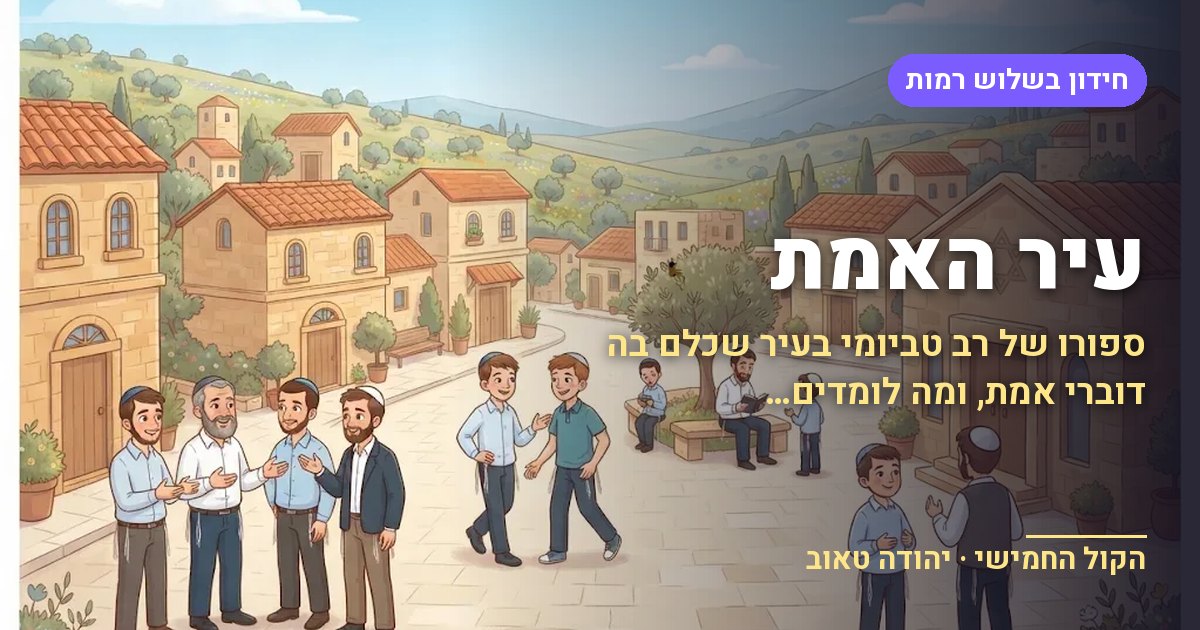 חידון בשלוש רמות
עיר האמת
ספורו של רב טביומי בעיר שכלם בה
דוברי אמת, ומה לומדים...
הקול החמישי · יהודה טאוב